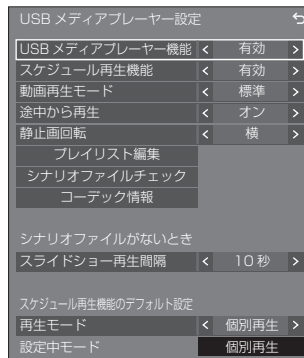 USB メディアプレーヤー設定
USB メディアプレーヤー機能 < 有効 >
スケジュール再生機能 < 有効 >
動画再生モード < 標準 >
途中から再生 < オン >
静止画回転 < 横 >
プレイリスト編集
シナリオファイルチェック
コーデック情報
シナリオファイルがないとき
スライドショー再生間隔 < 10 秒 >
スケジュール再生機能のデフォルト設定
再生モード < 個別再生 >
設定中モード 個別再生